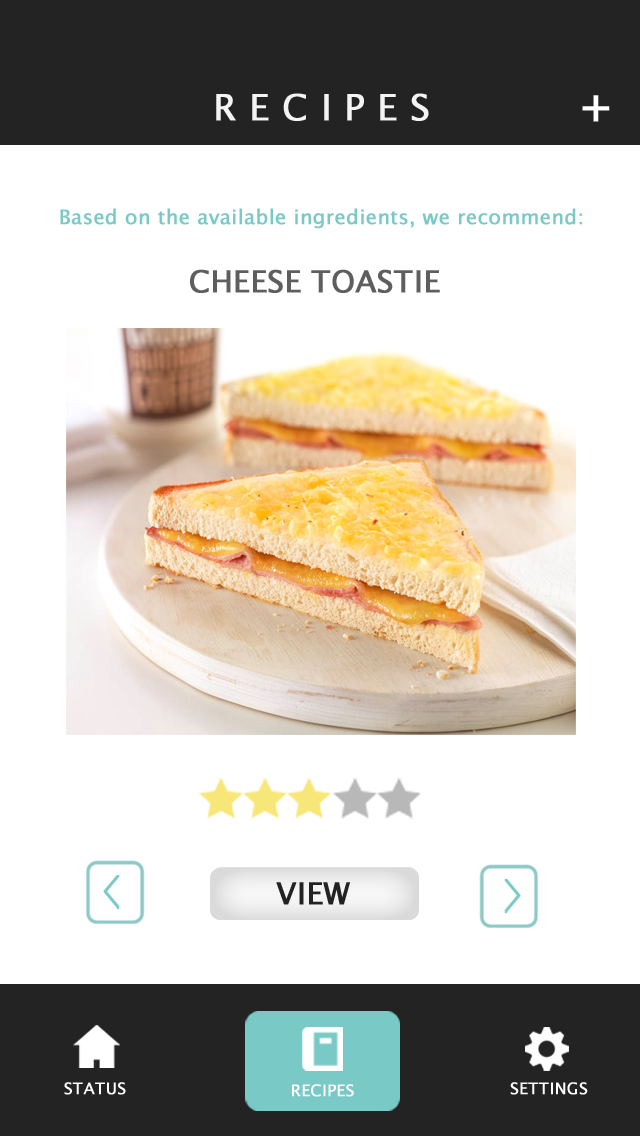 RECIPES
+
Based on the available ingredients, we recommend:
CHEESE TOASTIE
VIEW
STATUS
RECIPES
SETTINGS